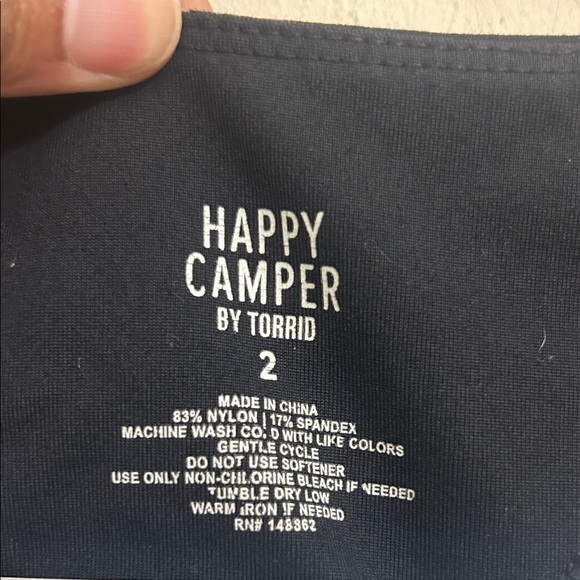 HAPPY
CAMPER
BY TORRID
2
MADE IN CHINA
83% NYLON | 17% SPANDEX
MACHINE WASH COLD WITH LIKE COLORS
GENTLE CYCLE
DO NOT USE SOFTENER
USE ONLY NON-CHLORINE BLEACH IF NEEDED
TUMBLE DRY LOW
WARM IRON IF NEEDED
RN# 148362